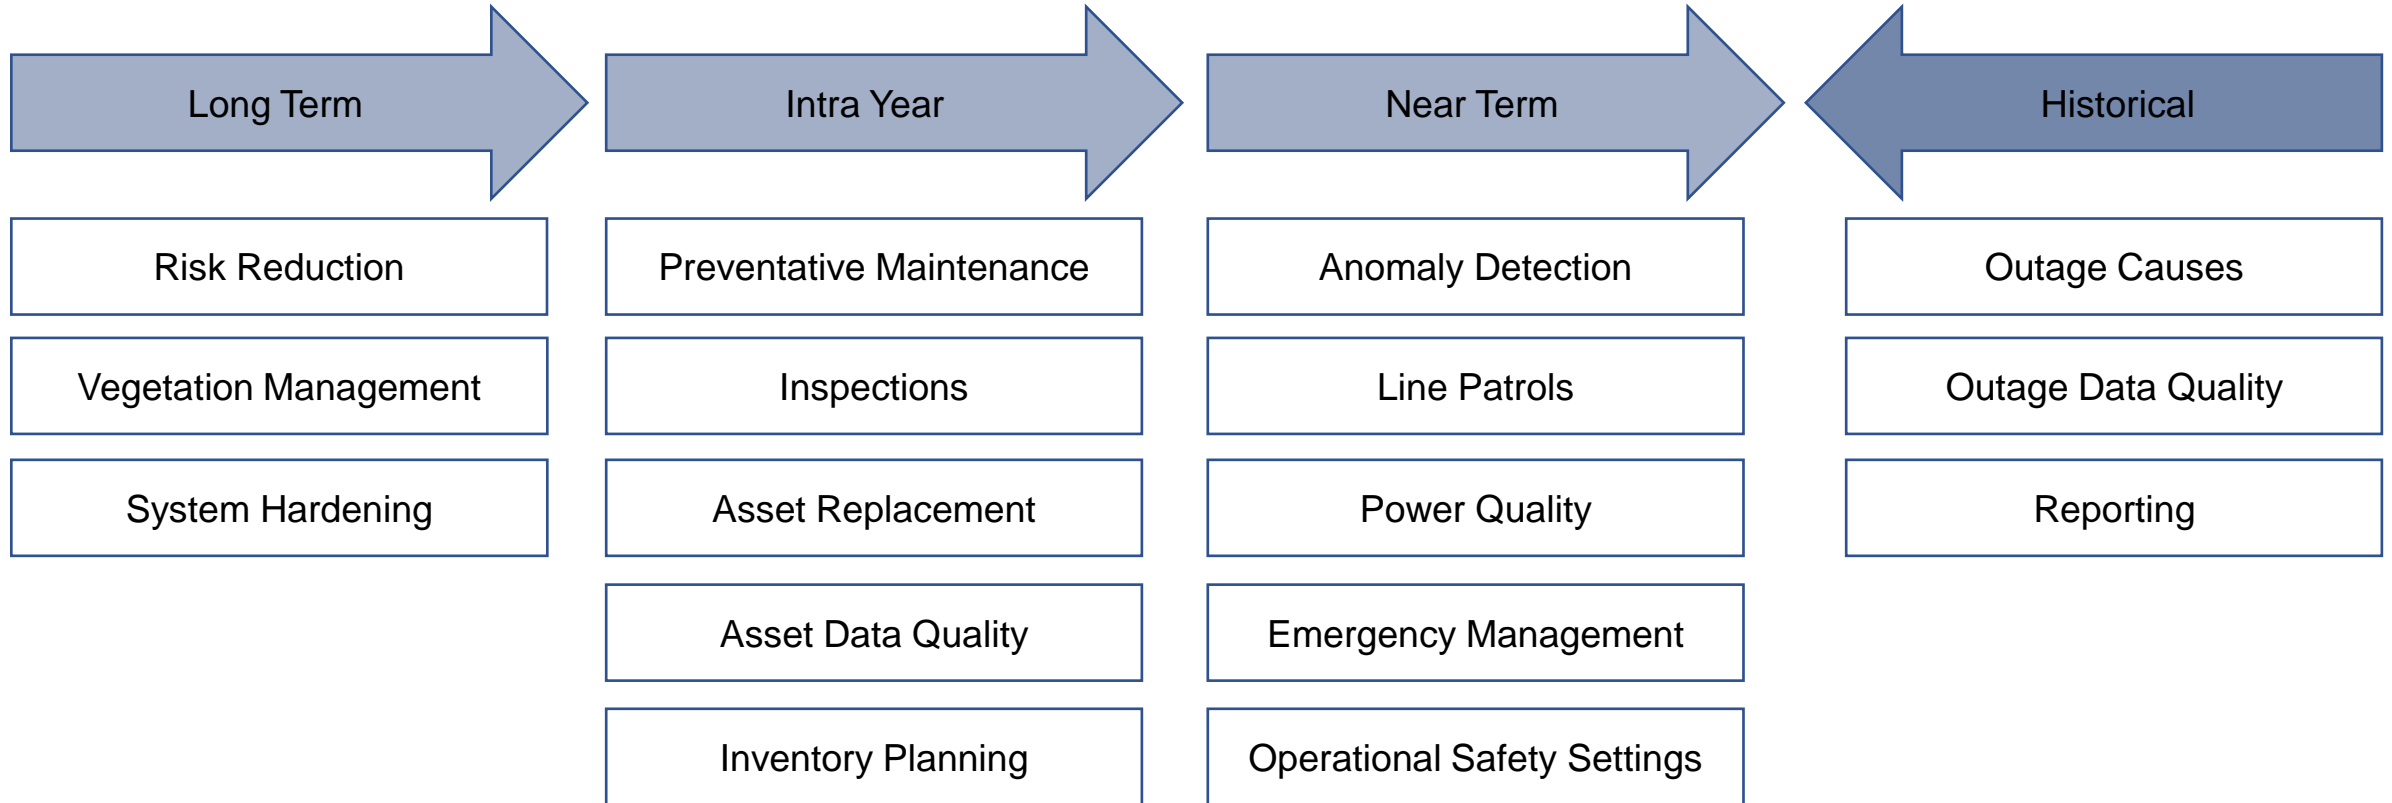 Long Term
Intra Year
Near Term
Historical
Risk Reduction
Preventative Maintenance
Anomaly Detection
Outage Causes
Vegetation Management
Inspections
Line Patrols
Outage Data Quality
System Hardening
Asset Replacement
Power Quality
Reporting
Asset Data Quality
Emergency Management
Inventory Planning
Operational Safety Settings